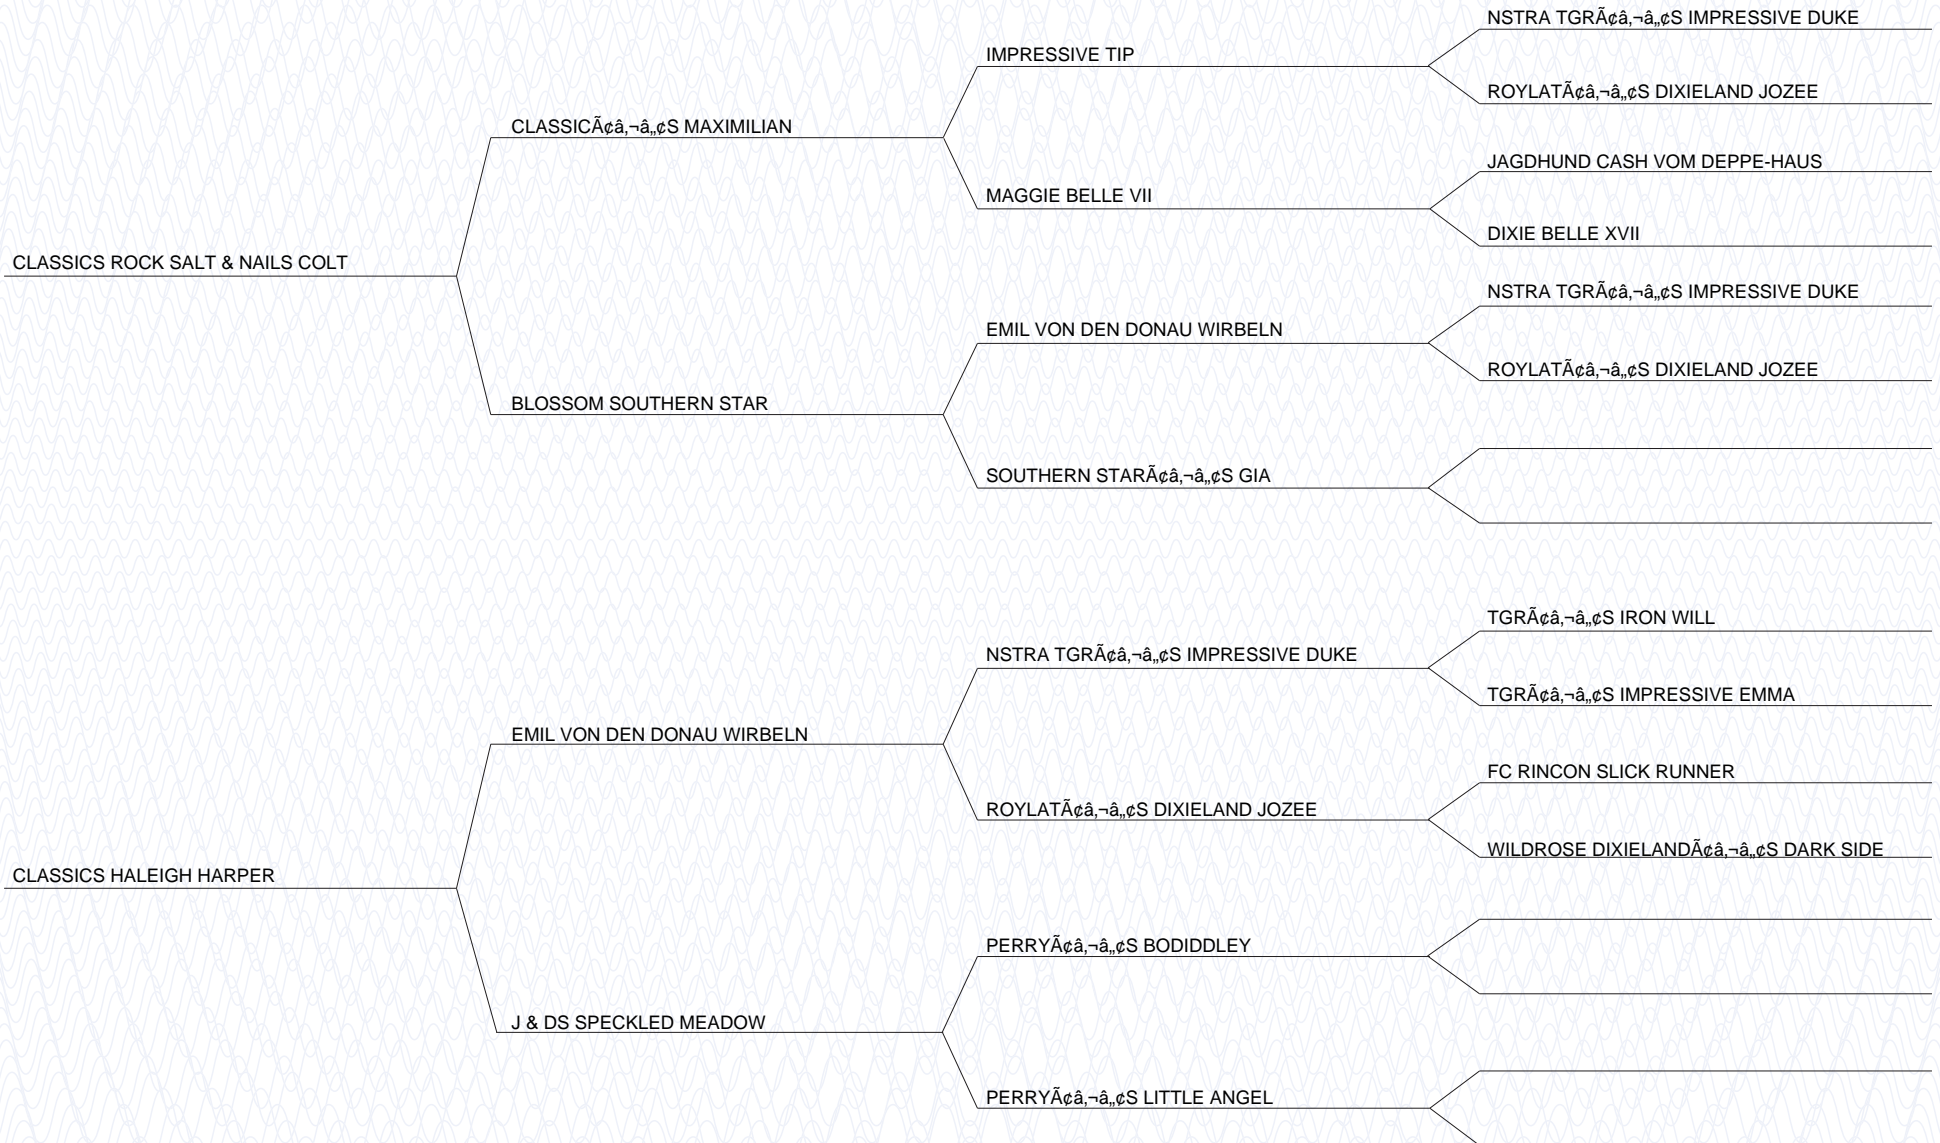 NSTRA TGRÃ¢â‚¬â„¢S IMPRESSIVE DUKE
IMPRESSIVE TIP
ROYLATÃ¢â‚¬â„¢S DIXIELAND JOZEE
CLASSICÃ¢â‚¬â„¢S MAXIMILIAN
JAGDHUND CASH VOM DEPPE-HAUS
MAGGIE BELLE VII
DIXIE BELLE XVII
CLASSICS ROCK SALT & NAILS COLT
NSTRA TGRÃ¢â‚¬â„¢S IMPRESSIVE DUKE
EMIL VON DEN DONAU WIRBELN
ROYLATÃ¢â‚¬â„¢S DIXIELAND JOZEE
BLOSSOM SOUTHERN STAR
SOUTHERN STARÃ¢â‚¬â„¢S GIA
TGRÃ¢â‚¬â„¢S IRON WILL
NSTRA TGRÃ¢â‚¬â„¢S IMPRESSIVE DUKE
TGRÃ¢â‚¬â„¢S IMPRESSIVE EMMA
EMIL VON DEN DONAU WIRBELN
FC RINCON SLICK RUNNER
ROYLATÃ¢â‚¬â„¢S DIXIELAND JOZEE
WILDROSE DIXIELANDÃ¢â‚¬â„¢S DARK SIDE
CLASSICS HALEIGH HARPER
PERRYÃ¢â‚¬â„¢S BODIDDLEY
J & DS SPECKLED MEADOW
PERRYÃ¢â‚¬â„¢S LITTLE ANGEL